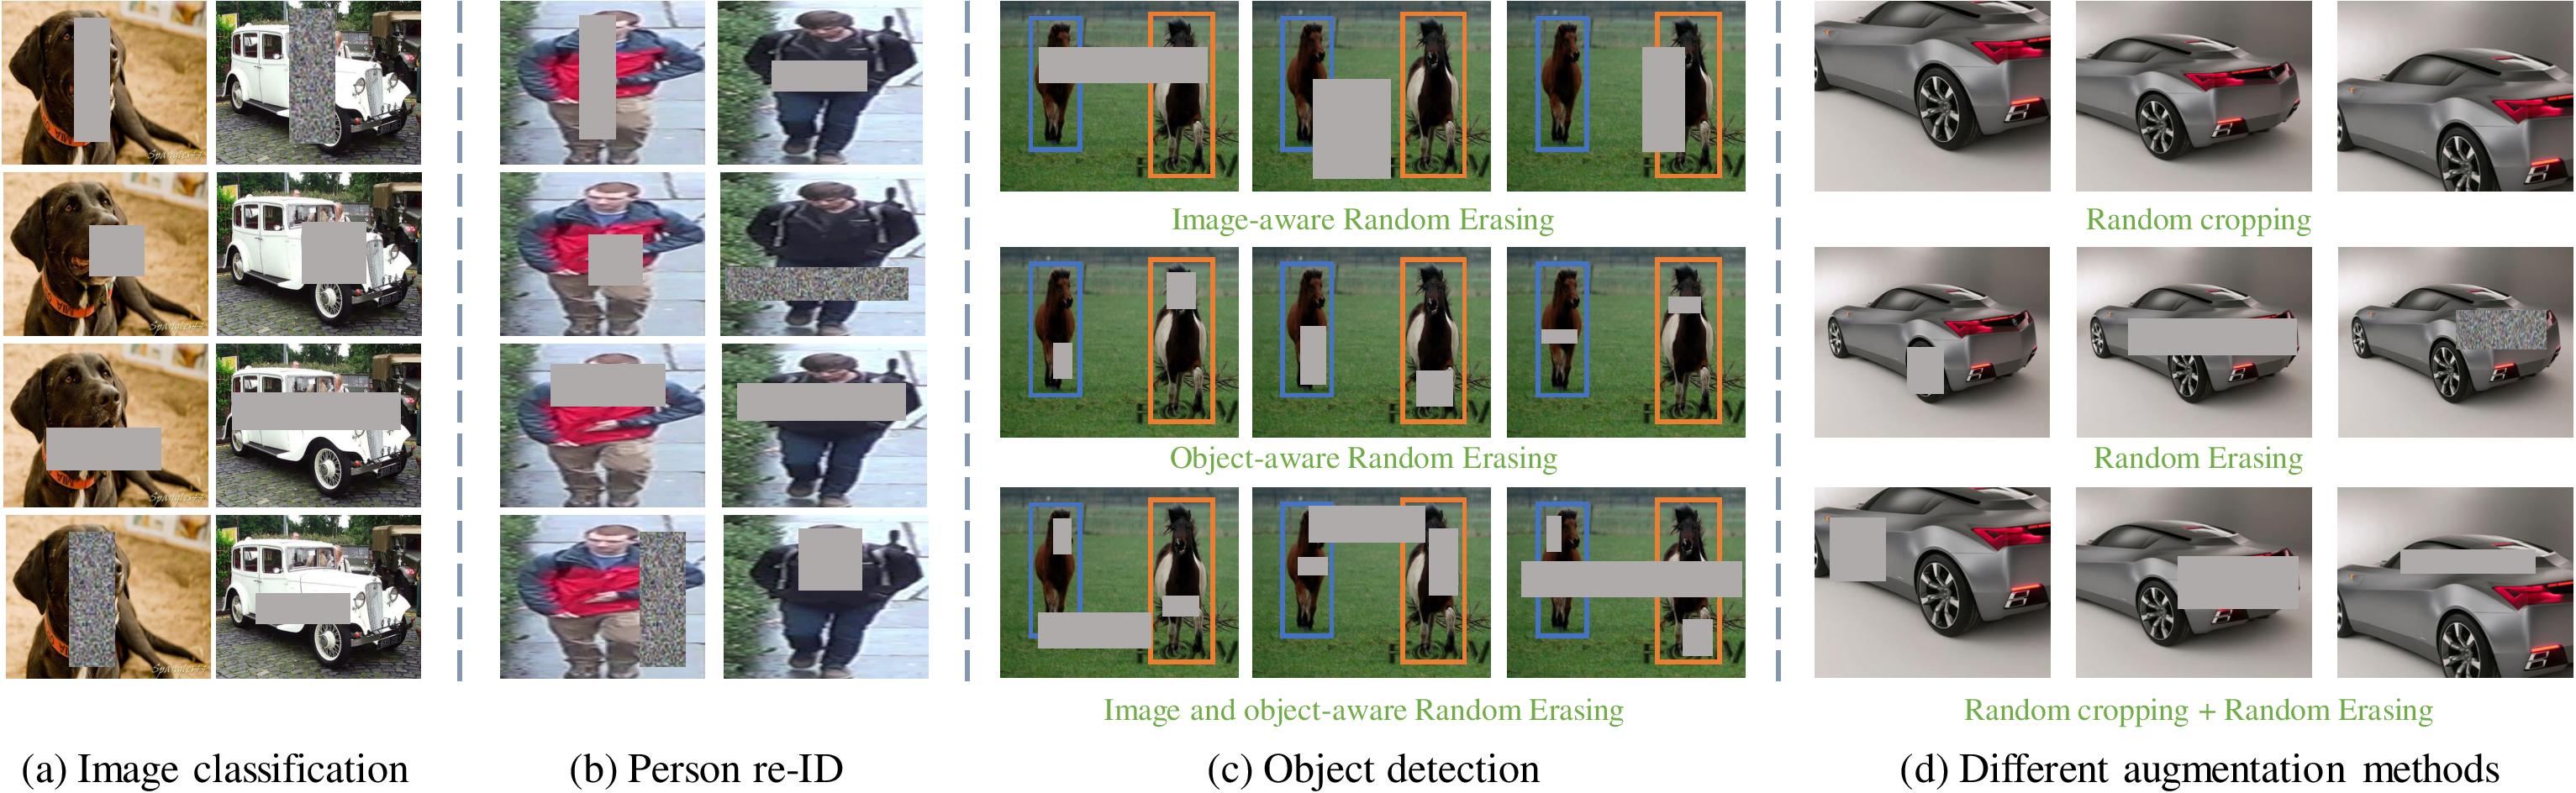 Image-aware Random Erasing
Object-aware Random Erasing
Image and object-aware Random Erasing
Random cropping
Random Erasing
Random cropping + Random Erasing
(a) Image classification
(b) Person re-ID
(c) Object detection
(d) Different augmentation methods